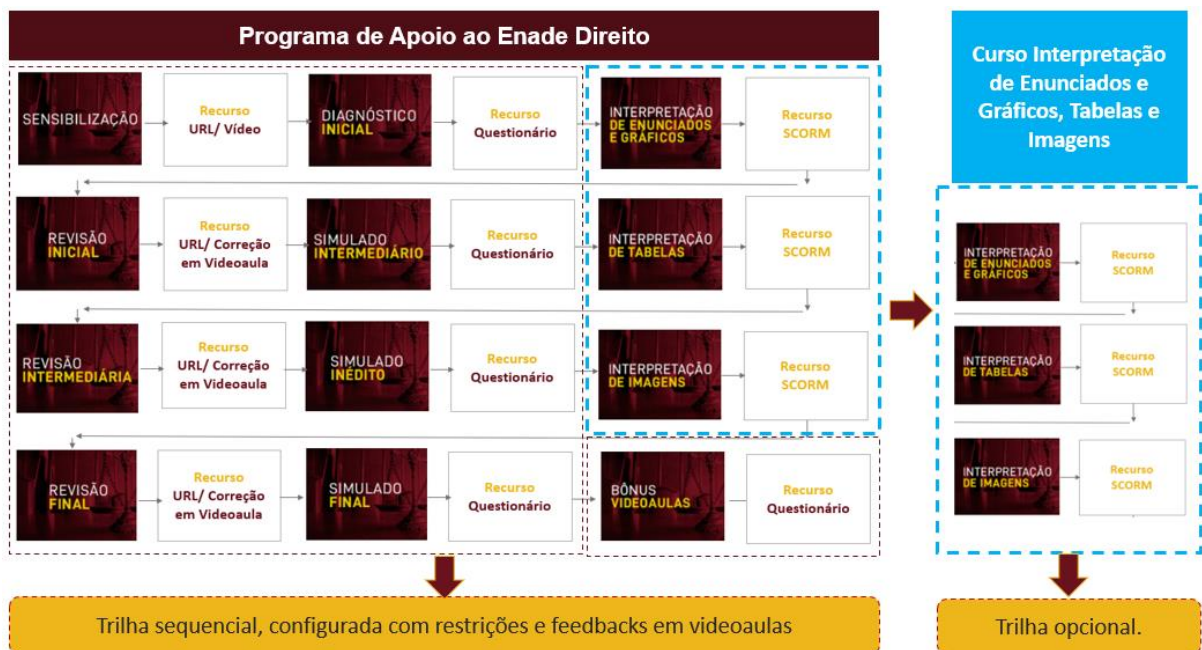 Programa de Apoio ao Enade Direito
SENSIBILIZAÇÃO
Recurso
URL/ Vídeo
DIAGNÓSTICO
INICIAL
Recurso
Questionário
INTERPRETAÇÃO
DE ENUNCIADOS
E GRÁFICOS
Recurso
SCORM
REVISÃO
INICIAL
Recurso
URL/ Correção
em Videoaula
SIMULADO
INTERMEDIÁRIO
Recurso
Questionário
INTERPRETAÇÃO
DE TABELAS
Recurso
SCORM
REVISÃO
INTERMEDIÁRIA
Recurso
URL/ Correção
em Videoaula
SIMULADO
INÉDITO
Recurso
Questionário
INTERPRETAÇÃO
DE IMAGENS
Recurso
SCORM
REVISÃO
FINAL
Recurso
URL/ Correção
em Videoaula
SIMULADO
FINAL
Recurso
Questionário
BÔNUS
VIDEOAULAS
Recurso
Questionário
Trilha sequencial, configurada com restrições e feedbacks em videoaulas
Curso Interpretação
de Enunciados e
Gráficos, Tabelas e
Imagens
INTERPRETAÇÃO
DE ENUNCIADOS
E GRÁFICOS
Recurso
SCORM
INTERPRETAÇÃO
DE TABELAS
Recurso
SCORM
INTERPRETAÇÃO
DE IMAGENS
Recurso
SCORM
Trilha opcional.